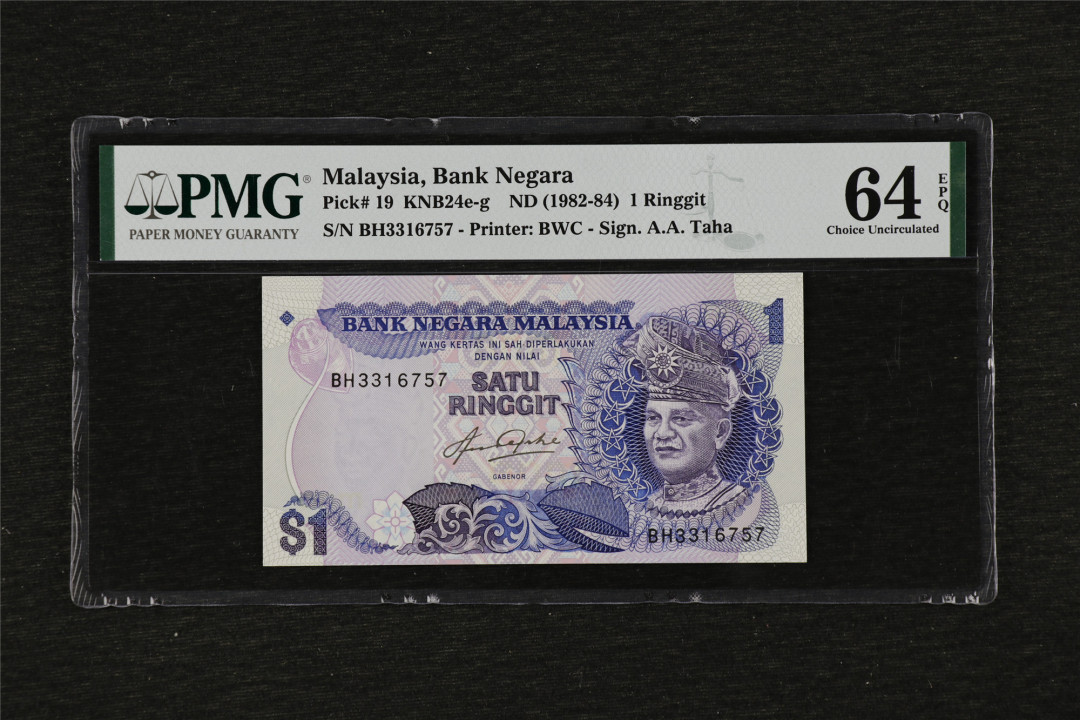 PMG®
PAPER MONEY GUARANTY
Malaysia, Bank Negara
Pick# 19 KNB24e-g ND (1982-84) 1 Ringgit
S/N BH3316757 - Printer: BWC - Sign. A.A. Taha
64 EPQ
Choice Uncirculated
1
BANK NEGARA MALAYSIA
WANG KERTAS INI SAH DIPERLAKUKAN
DENGAN NILAI
BH3316757
SATU
RINGGIT
GABENOR
$1
BH3316757